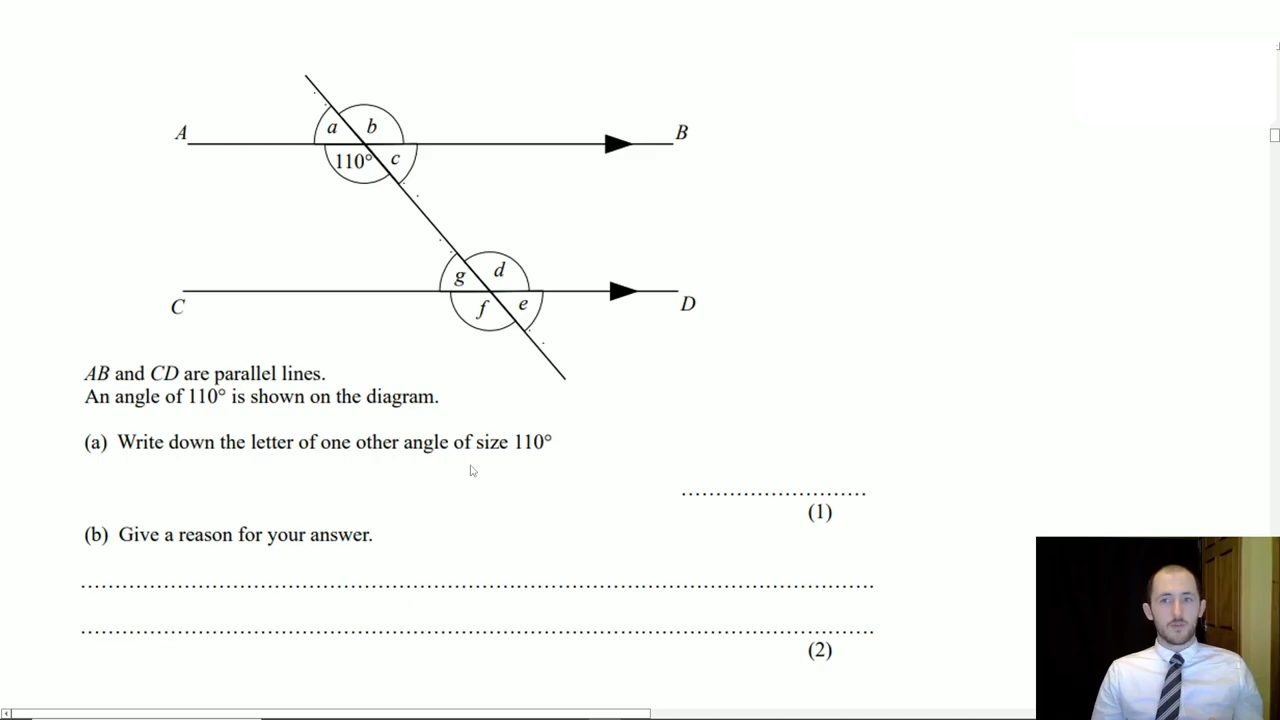 A
a
b
B
110°
c
g
d
C
f
e
D
AB and CD are parallel lines.
An angle of 110° is shown on the diagram.
(a) Write down the letter of one other angle of size 110°
..........................
(1)
(b) Give a reason for your answer.
........................................................................................................
........................................................................................................
(2)